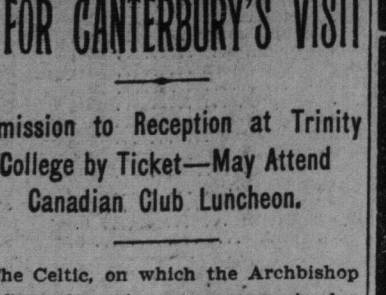 FOR CANTERBURY'S VISIT
mission to Reception at Trinity
College by Ticket—May Attend
Canadian Club Luncheon.
he Celtic, on which the Archbishop